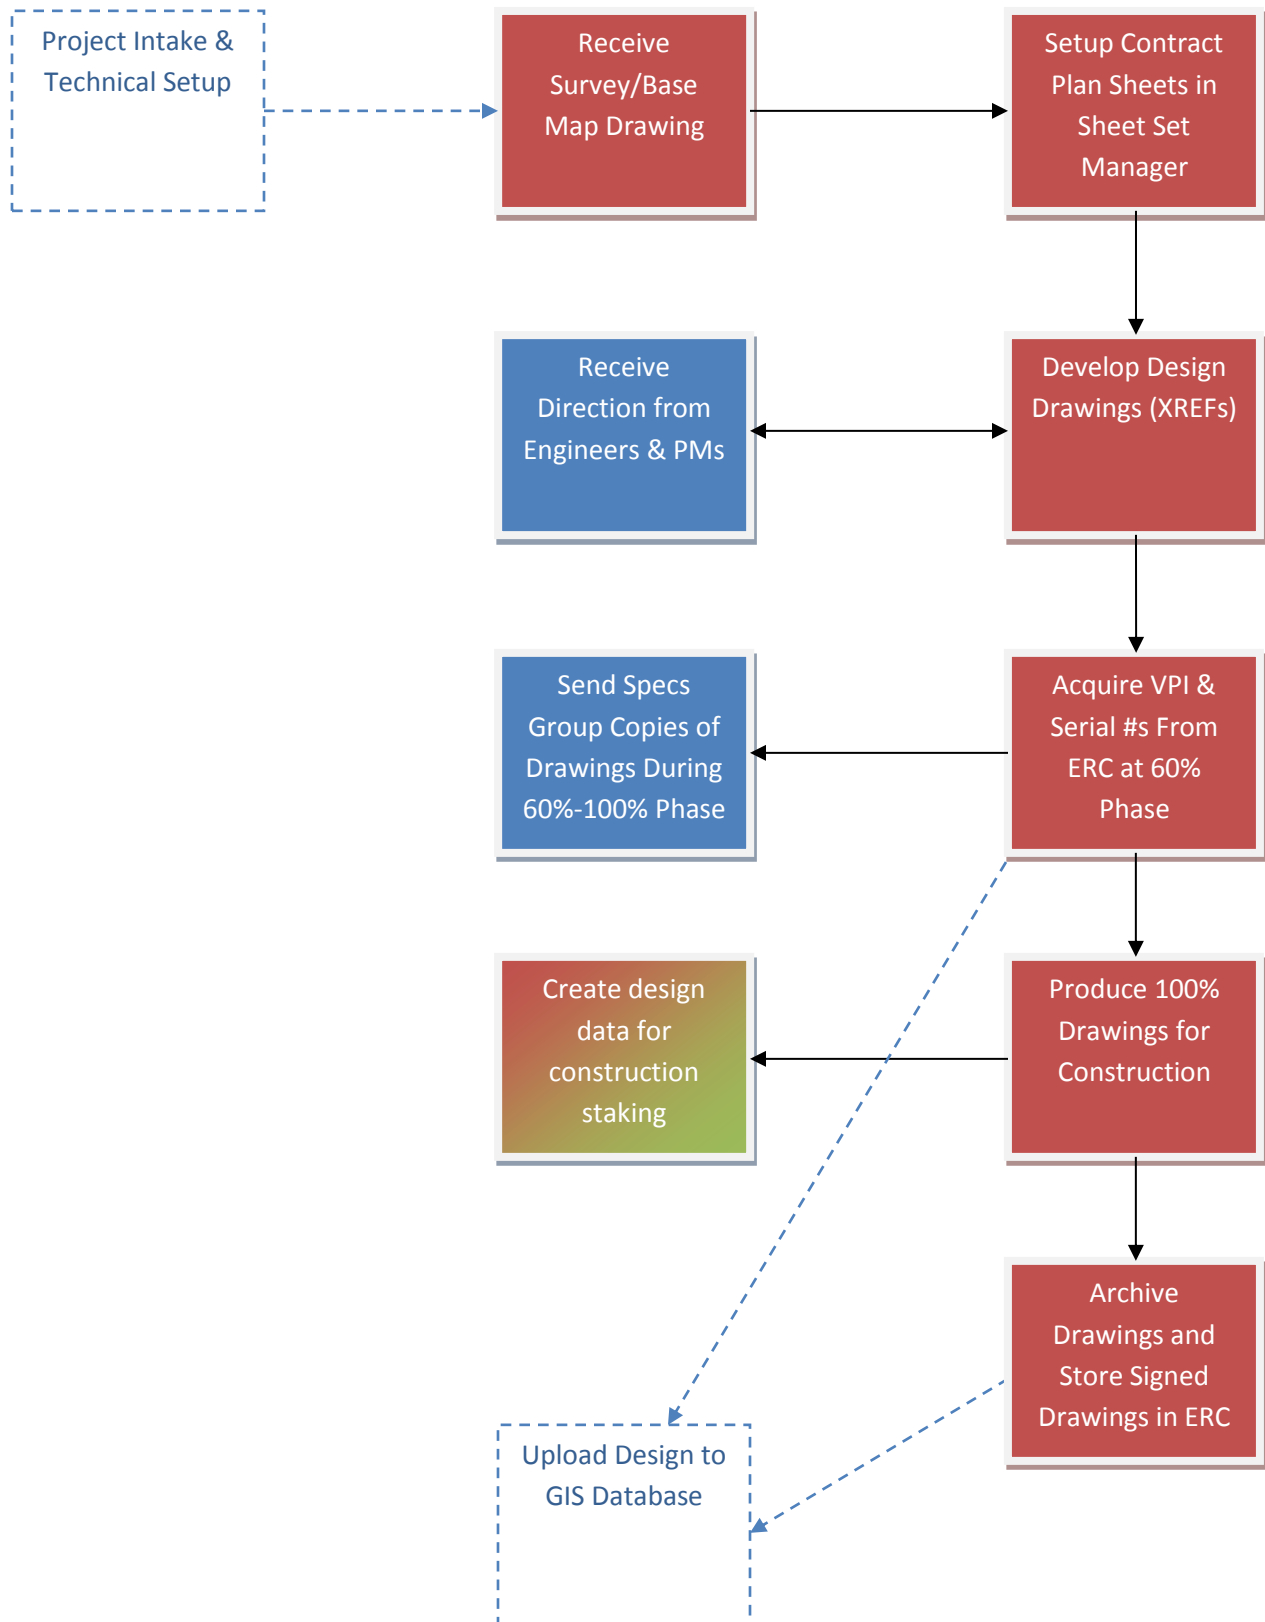 Project Intake &
Technical Setup
Receive
Survey/Base
Map Drawing
Setup Contract
Plan Sheets in
Sheet Set
Manager
Receive
Direction from
Engineers & PMs
Develop Design
Drawings (XREFs)
Send Specs
Group Copies of
Drawings During
60%-100% Phase
Acquire VPI &
Serial #s From
ERC at 60%
Phase
Create design
data for
construction
staking
Produce 100%
Drawings for
Construction
Archive
Drawings and
Store Signed
Drawings in ERC
Upload Design to
GIS Database